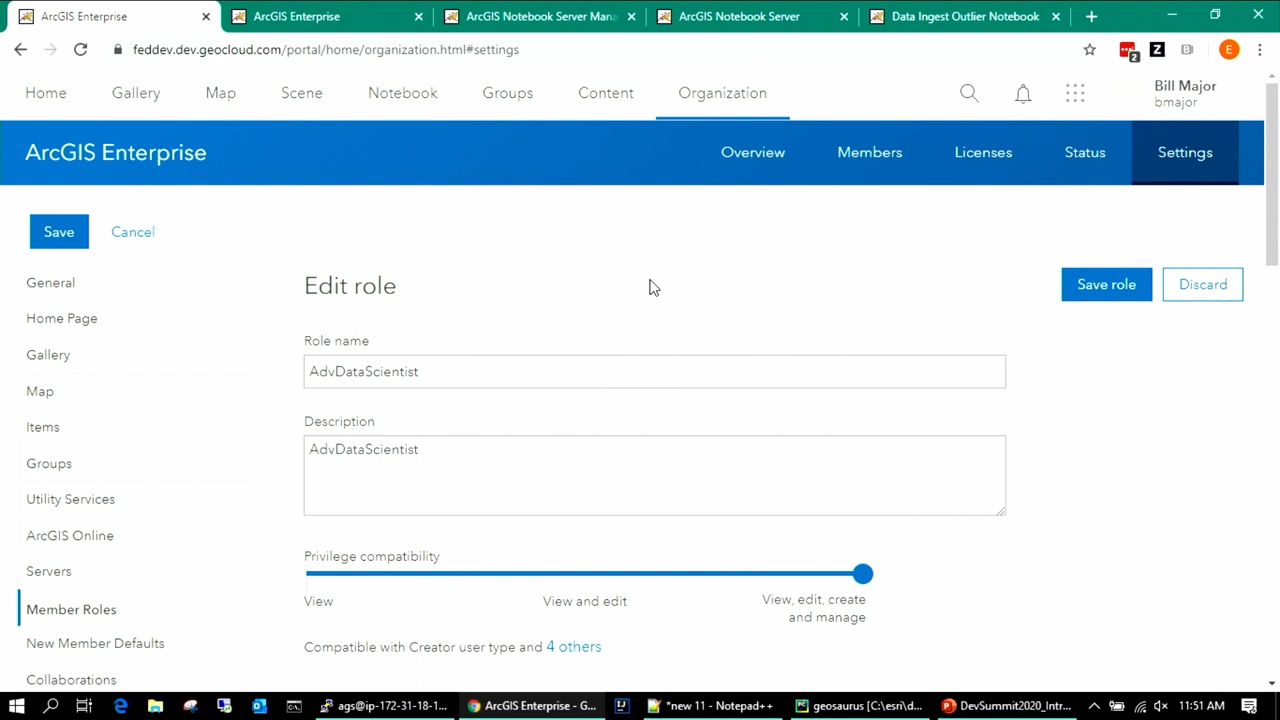 ArcGIS Enterprise
ArcGIS Enterprise
ArcGIS Notebook Server Mana
ArcGIS Notebook Server
Data Ingest Outlier Notebook
feddev.dev.geocloud.com/portal/home/organization.html#settings
2
Z
B
E
Home
Gallery
Map
Scene
Notebook
Groups
Content
Organization
Bill Major
bmajor
ArcGIS Enterprise
Overview
Members
Licenses
Status
Settings
Save
Cancel
General
Home Page
Gallery
Map
Items
Groups
Utility Services
ArcGIS Online
Servers
Member Roles
New Member Defaults
Collaborations
Edit role
Save role
Discard
Role name
AdvDataScientist
Description
AdvDataScientist
Privilege compatibility
View
View and edit
View, edit, create
and manage
Compatible with Creator user type and 4 others
ags@ip-172-31-18-1...
ArcGIS Enterprise - G...
*new 11 - Notepad++
geosaurus [C:\esri\d...
DevSummit2020_Intr...
11:51 AM